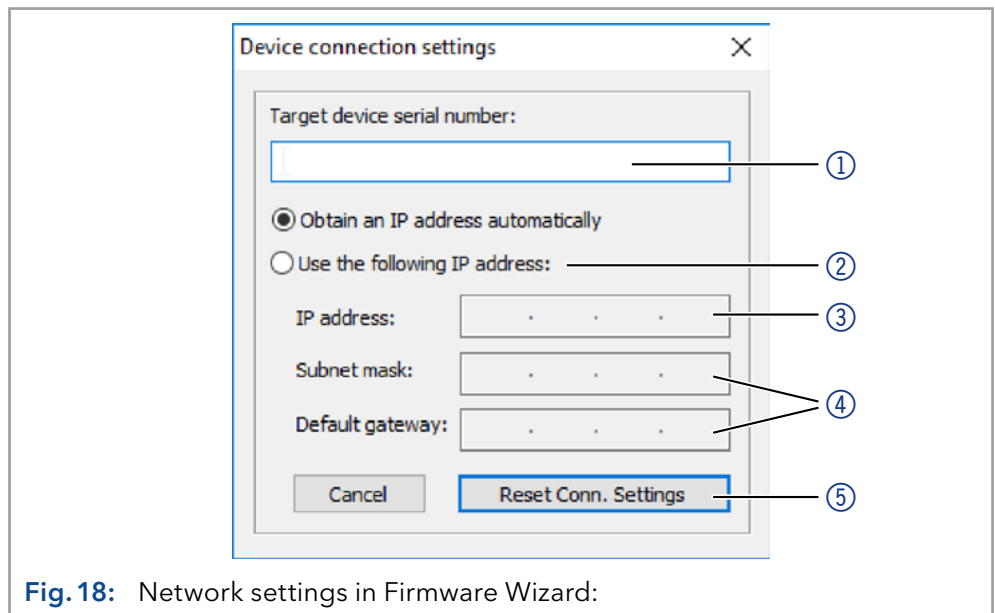 Device connection settings
Target device serial number:
①
Obtain an IP address automatically
Use the following IP address: ②
IP address: . . . ③
Subnet mask: . . .
④
Default gateway: . . .
Cancel Reset Conn. Settings ⑤
Fig. 18: Network settings in Firmware Wizard: